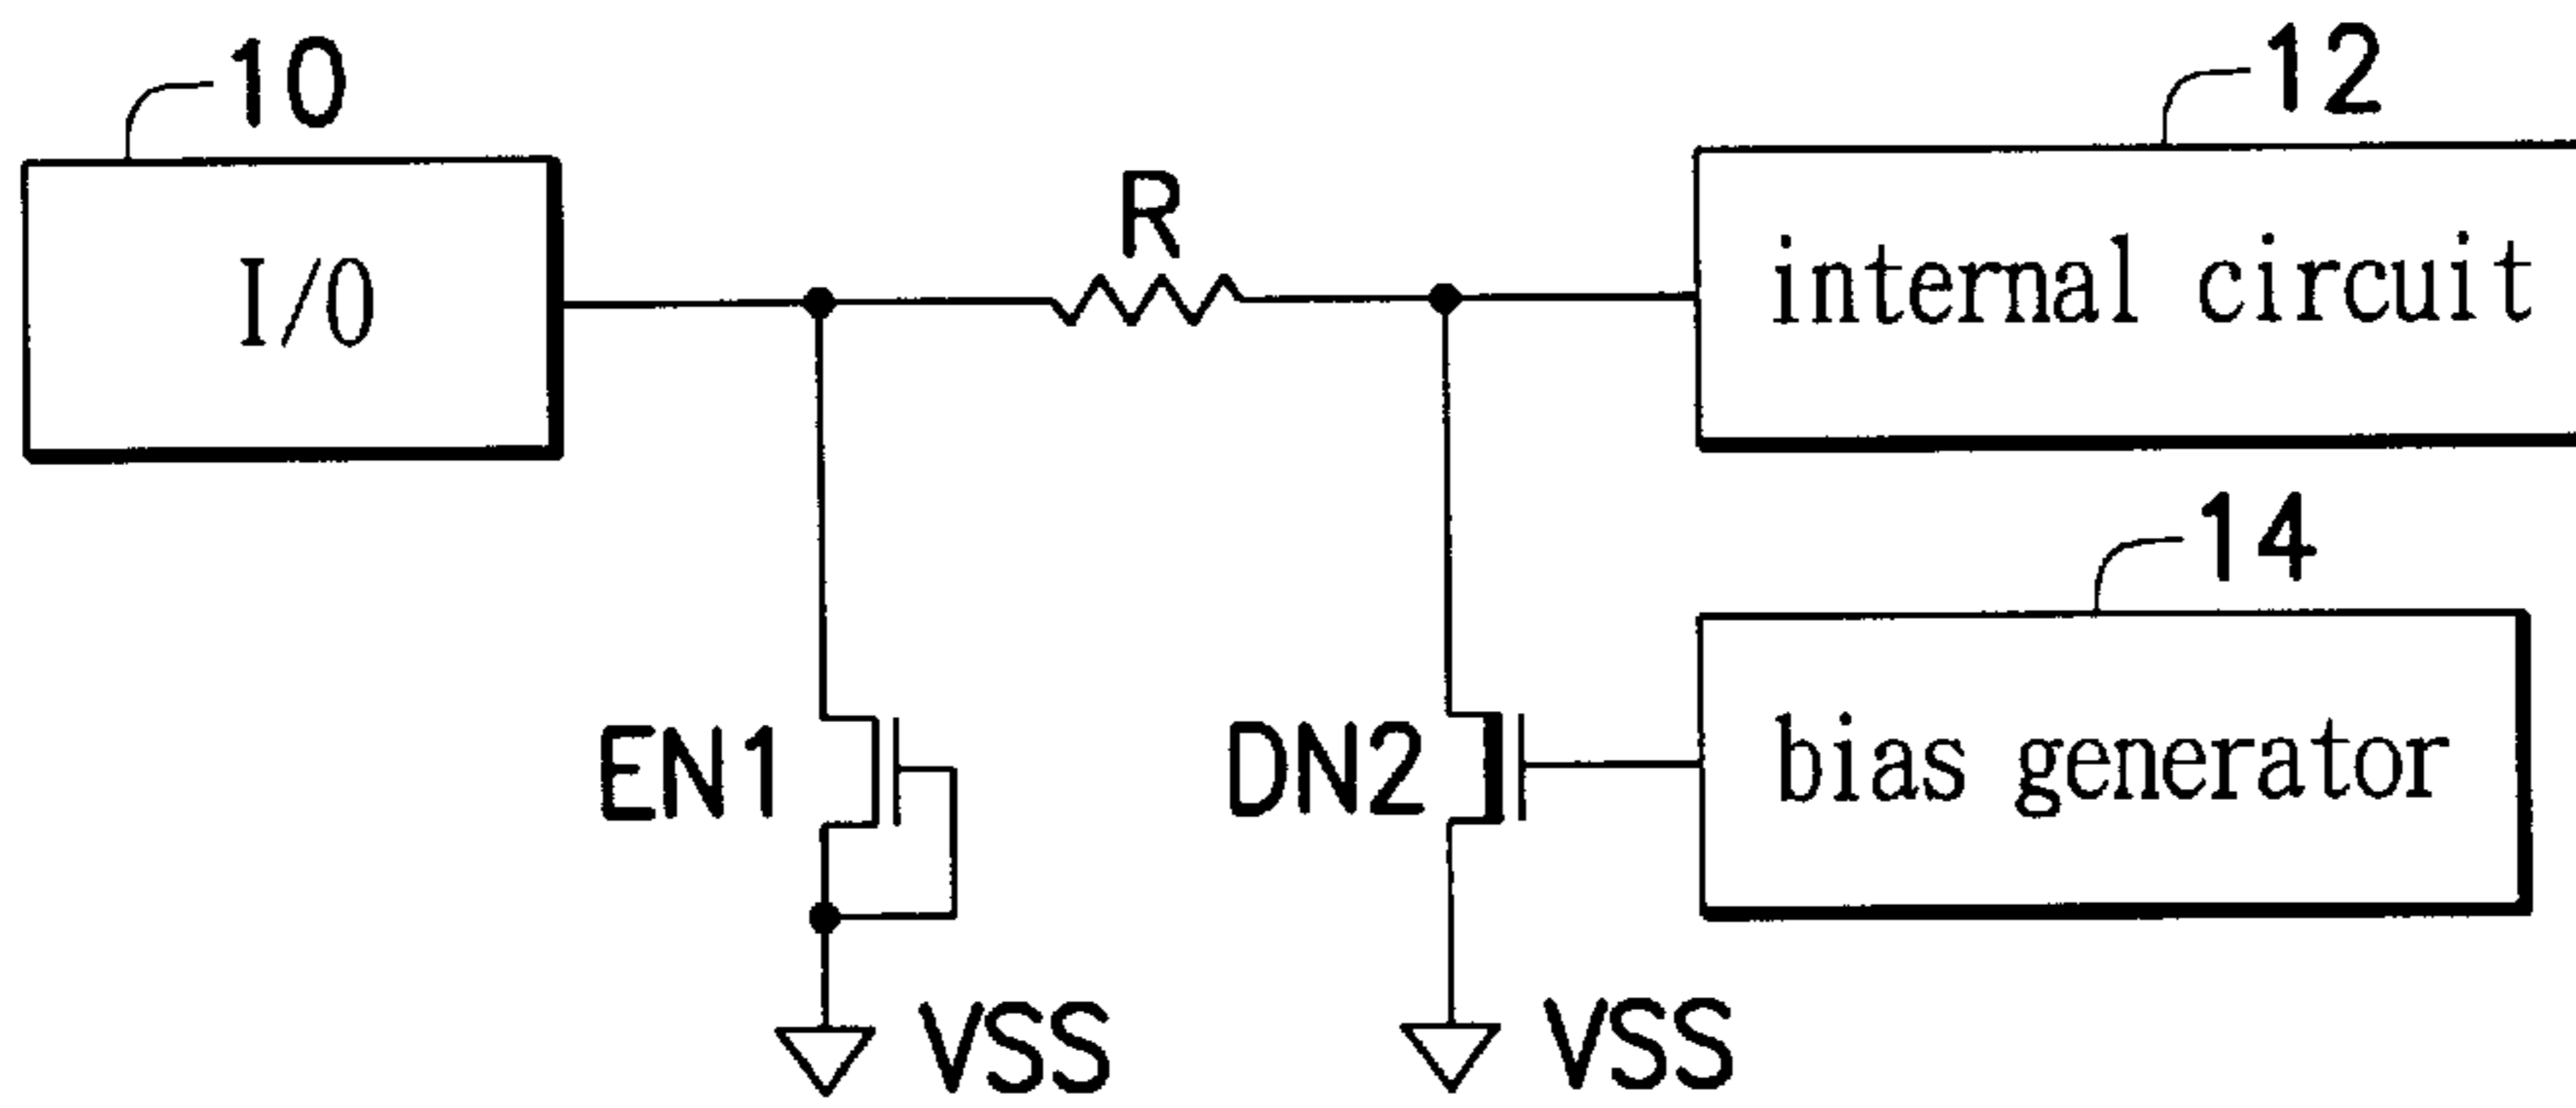 10
12
R
I/O
internal circuit
14
EN1
DN2
bias generator
VSS
VSS